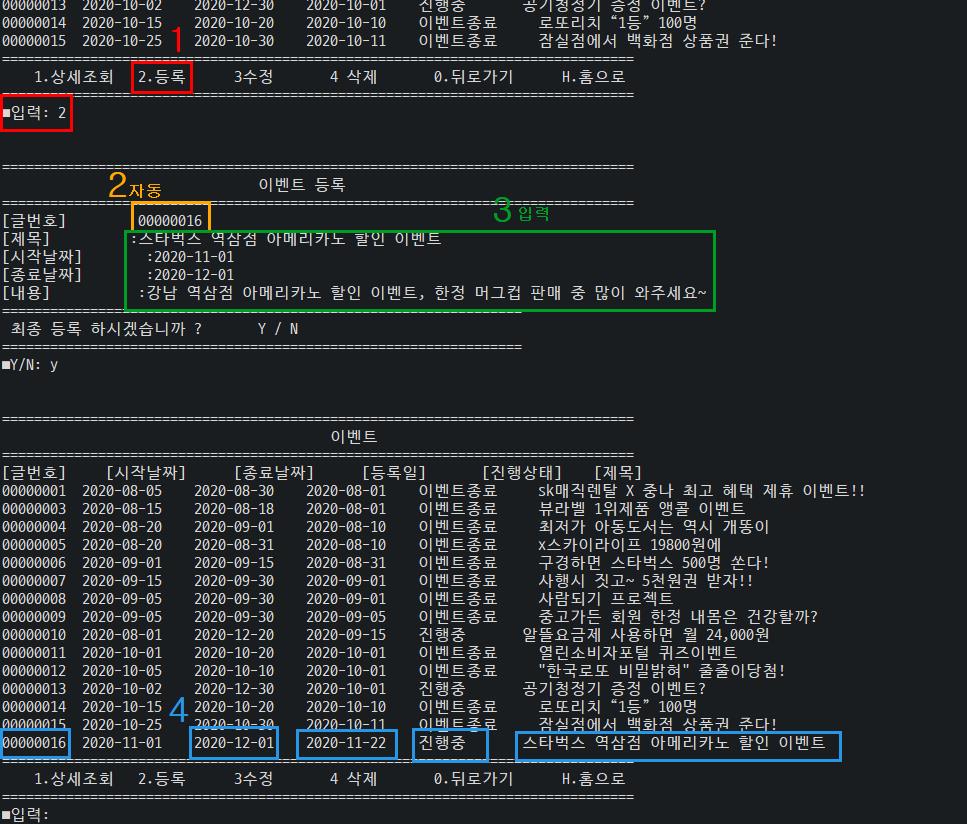 00000013 2020-10-02 2020-12-30 2020-10-01 진행중 공기청정기 증정 이벤트?
00000014 2020-10-15 2020-10-20 2020-10-01 이벤트종료 로또리치 “1등” 100명
00000015 2020-10-25 2020-10-30 2020-10-11 이벤트종료 잠실점에서 백화점 상품권 준다!
1
===============================================================================
1.상세조회 2.등록 3수정 4 삭제 0.뒤로가기 H.홈으로
===============================================================================
■입력: 2
===============================================================================
2자동 이벤트 등록
===============================================================================
3 입력
[글번호] 00000016
[제목] :스타벅스 역삼점 아메리카노 할인 이벤트
[시작날짜] :2020-11-01
[종료날짜] :2020-12-01
[내용] :강남 역삼점 아메리카노 할인 이벤트, 한정 머그컵 판매 중 많이 와주세요~
=================================================================
최종 등록 하시겠습니까 ? Y / N
=================================================================
■Y/N: y
===============================================================================
이벤트
===============================================================================
[글번호] [시작날짜] [종료날짜] [등록일] [진행상태] [제목]
00000001 2020-08-05 2020-08-30 2020-08-01 이벤트종료 sk매직렌탈 X 중나 최고 혜택 제휴 이벤트!!
00000003 2020-08-15 2020-08-18 2020-08-01 이벤트종료 뷰라벨 1위제품 앵콜 이벤트
00000004 2020-08-20 2020-09-01 2020-08-10 이벤트종료 최저가 아동도서는 역시 개똥이
00000005 2020-08-20 2020-08-31 2020-08-10 이벤트종료 x스카이라이프 19800원에
00000006 2020-09-01 2020-09-15 2020-08-31 이벤트종료 구경하면 스타벅스 500명 쏜다!
00000007 2020-09-15 2020-09-30 2020-09-01 이벤트종료 사행시 짓고~ 5천원권 받자!!
00000008 2020-09-05 2020-09-30 2020-09-01 이벤트종료 사람되기 프로젝트
00000009 2020-09-05 2020-09-30 2020-09-05 이벤트종료 중고가든 회원 한정 내몸은 건강할까?
00000010 2020-08-01 2020-12-20 2020-09-15 진행중 알뜰요금제 사용하면 월 24,000원
00000011 2020-10-01 2020-10-20 2020-10-01 이벤트종료 열린소비자포털 퀴즈이벤트
00000012 2020-10-05 2020-10-10 2020-10-01 이벤트종료 "한국로또 비밀밝혀" 줄줄이당첨!
00000013 2020-10-02 2020-12-30 2020-10-01 진행중 공기청정기 증정 이벤트?
00000014 2020-10-15 2020-10-20 2020-10-01 이벤트종료 로또리치 “1등” 100명
4
00000015 2020-10-25 2020-10-30 2020-10-11 이벤트종료 잠실점에서 백화점 상품권 준다!
00000016 2020-11-01 2020-12-01 2020-11-22 진행중 스타벅스 역삼점 아메리카노 할인 이벤트
===============================================================================
1.상세조회 2.등록 3수정 4 삭제 0.뒤로가기 H.홈으로
===============================================================================
■입력: